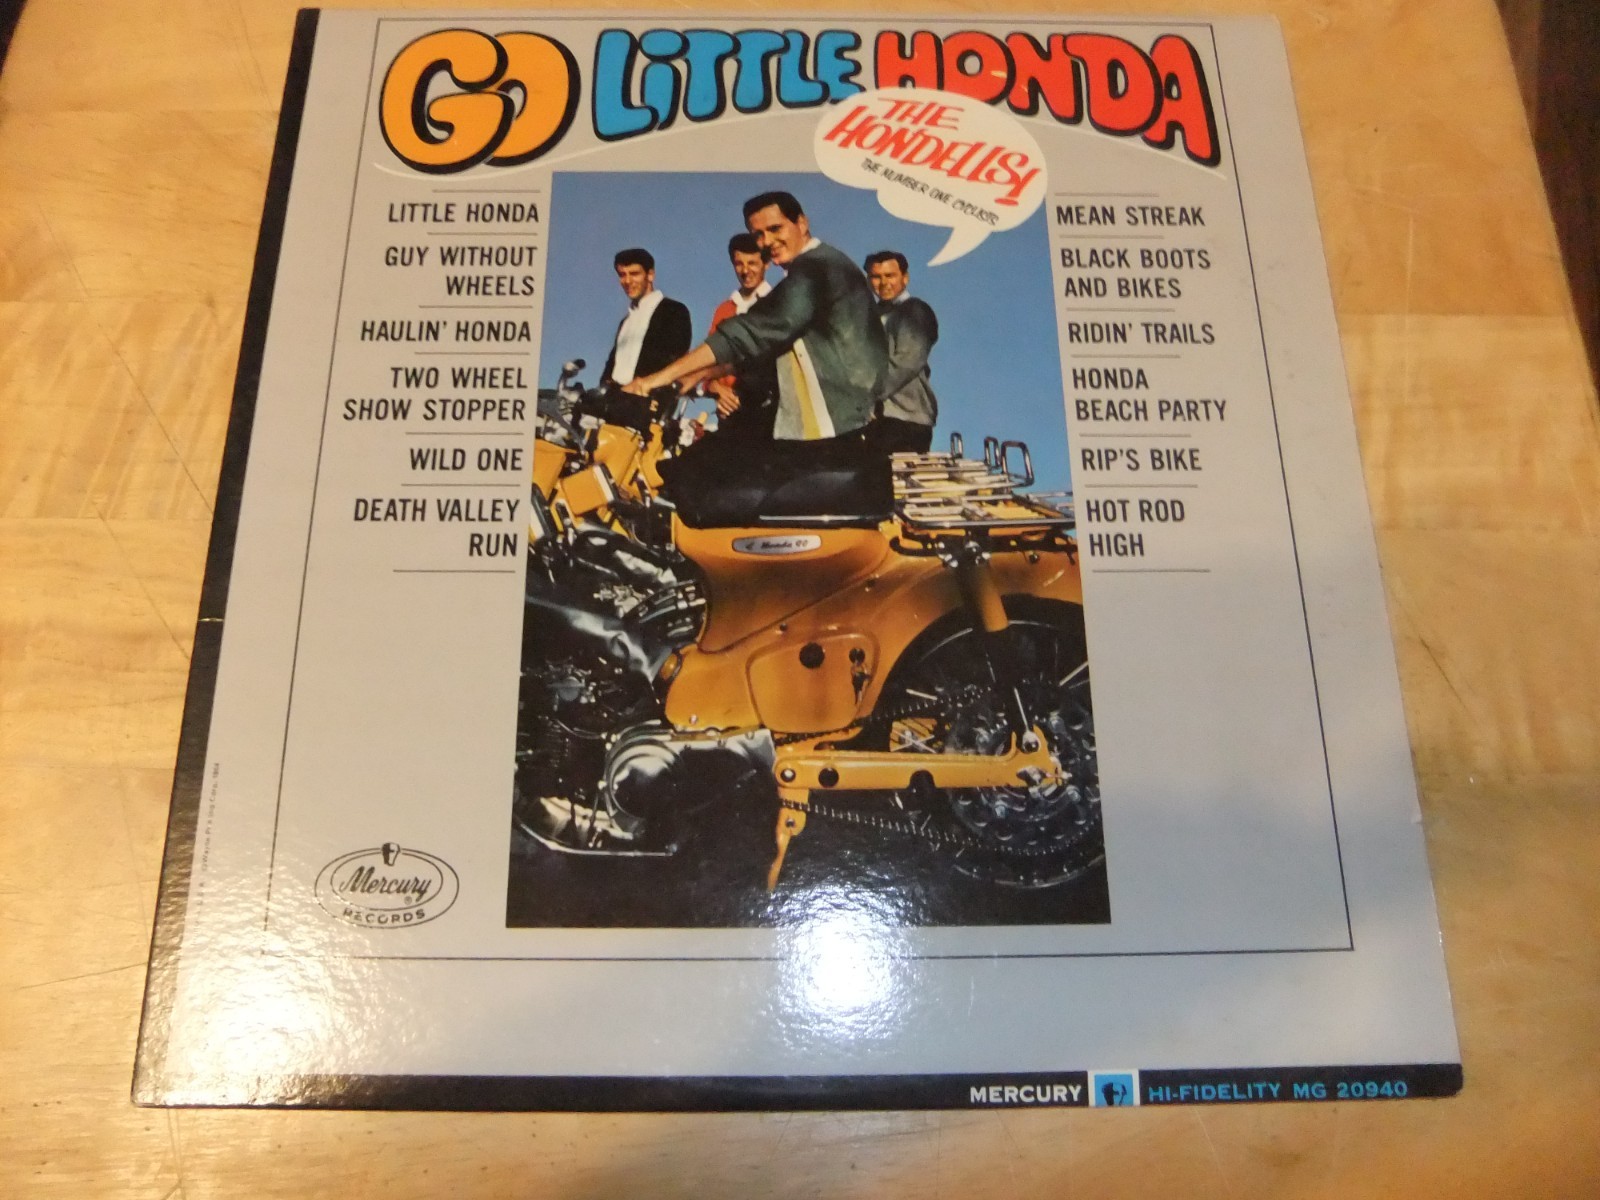 GO LITTLE HONDA
THE
HONDELLS!
THE NUMBER ONE CYCLISTS
LITTLE HONDA
GUY WITHOUT
WHEELS
HAULIN' HONDA
TWO WHEEL
SHOW STOPPER
WILD ONE
DEATH VALLEY
RUN
MEAN STREAK
BLACK BOOTS
AND BIKES
RIDIN' TRAILS
HONDA
BEACH PARTY
RIP'S BIKE
HOT ROD
HIGH
Honda 90
Mercury
®
RECORDS
MERCURY HI-FIDELITY MG 20940